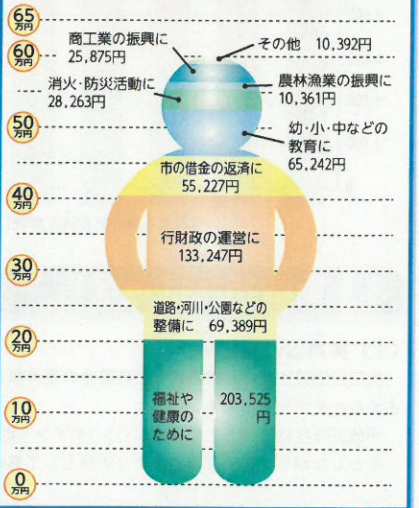 65
万円
60
万円
50
万円
40
万円
30
万円
20
万円
10
万円
0
万円
商工業の振興に
25,875円
その他 10,392円
消火・防災活動に
28,263円
農林漁業の振興に
10,361円
幼・小・中などの
教育に
65,242円
市の借金の返済に
55,227円
行財政の運営に
133,247円
道路・河川・公園などの
整備に 69,389円
福祉や
健康の
ために
203,525
円